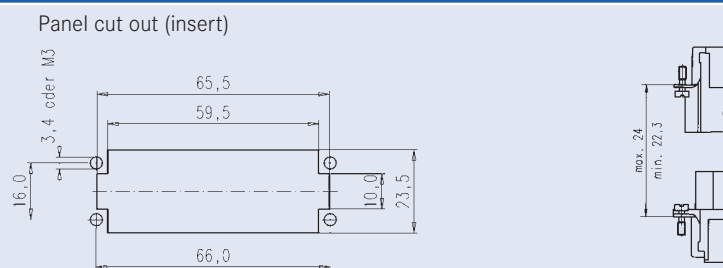 Panel cut out (insert)
3,4 oder M3
65,5
59,5
16,0
10,0
23,5
66,0
max. 24
min. 22,3